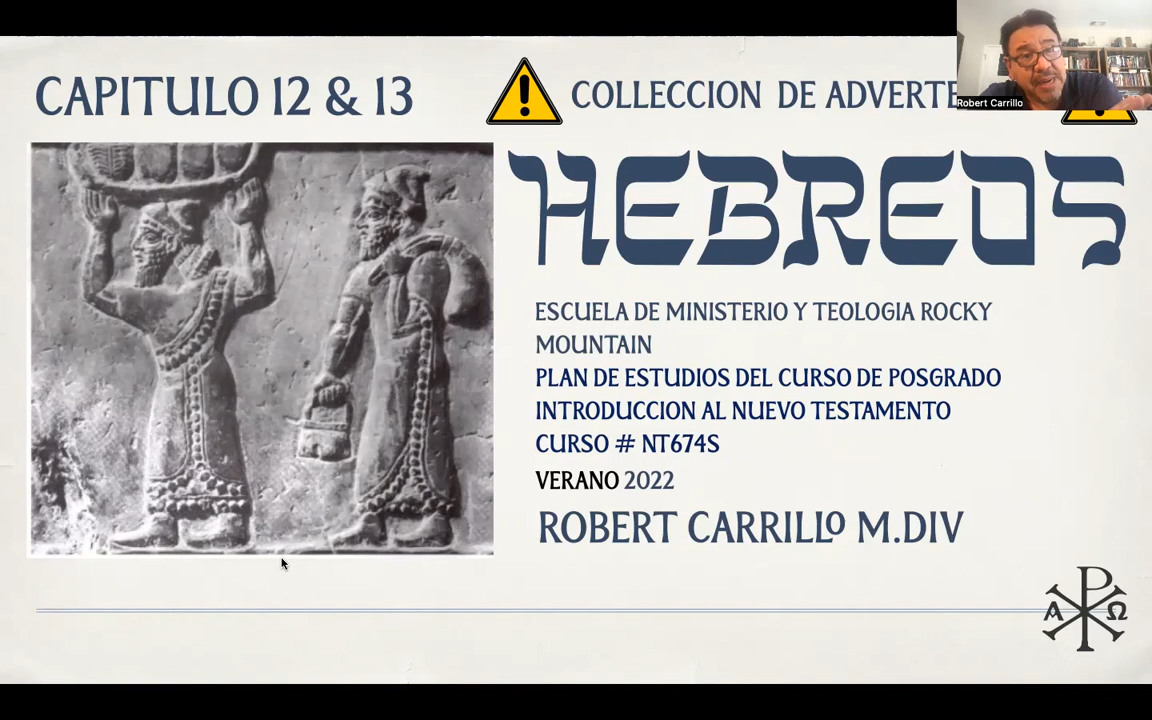 CAPITULO 12 & 13
COLLECCION DE ADVERTE
Robert Carrillo
HEBREOS
ESCUELA DE MINISTERIO Y TEOLOGIA ROCKY
MOUNTAIN
PLAN DE ESTUDIOS DEL CURSO DE POSGRADO
INTRODUCCION AL NUEVO TESTAMENTO
CURSO # NT674S
VERANO 2022
ROBERT CARRILLO M.DIV
Α Ω